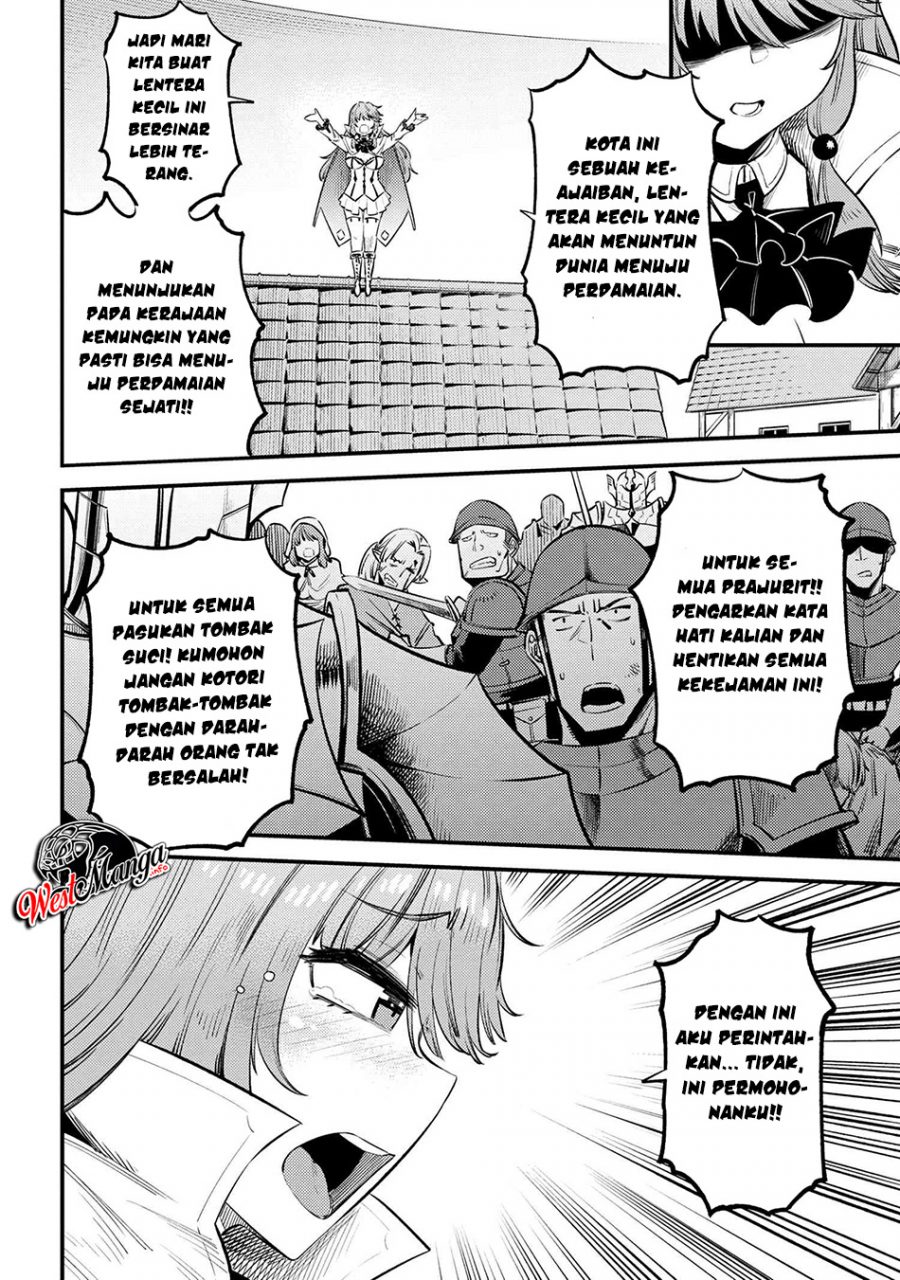 KOTA INI
SEBUAH KE-
AJAIBAN, LEN-
TERA KECIL YANG
AKAN MENUNTUN
DUNIA MENUJU
PERDAMAIAN.
JADI MARI
KITA BUAT
LENTERA
KECIL INI
BERSINAR
LEBIH TE-
RANG.
DAN
MENUNJUKAN
PADA KERAJAAN
KEMUNGKIN YANG
PASTI BISA MENU-
JU PERDAMAIAN
SEJATI!!
UNTUK SE-
MUA PRAJURIT!!
DENGARKAN KATA
HATI KALIAN DAN
HENTIKAN SEMUA
KEKEJAMAN INI!
UNTUK SEMUA
PASUKAN TOMBAK
SUCI! KUMOHON
JANGAN KOTORI
TOMBAK-TOMBAK
DENGAN DARAH-
DARAH ORANG TAK
BERSALAH!
WestManga
.info
DENGAN INI
AKU PERINTAH-
KAN... TIDAK,
INI PERMOHO-
NANKU!!